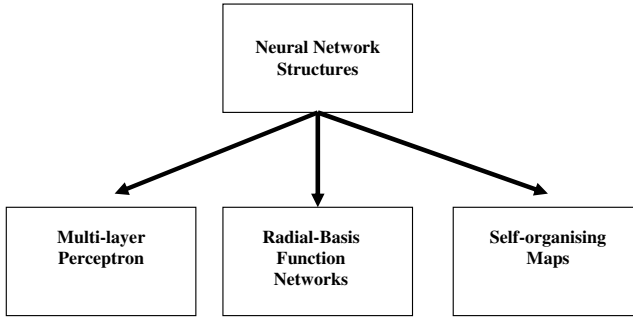 Neural Network
Structures
Multi-layer
Perceptron
Radial-Basis
Function
Networks
Self-organising
Maps